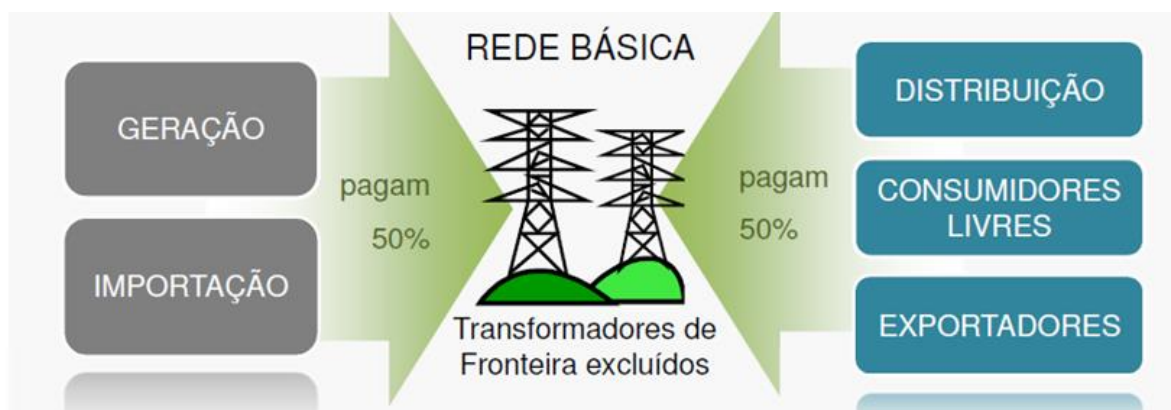 REDE BÁSICA
GERAÇÃO
IMPORTAÇÃO
pagam
50%
Transformadores de
Fronteira excluídos
pagam
50%
DISTRIBUIÇÃO
CONSUMIDORES
LIVRES
EXPORTADORES